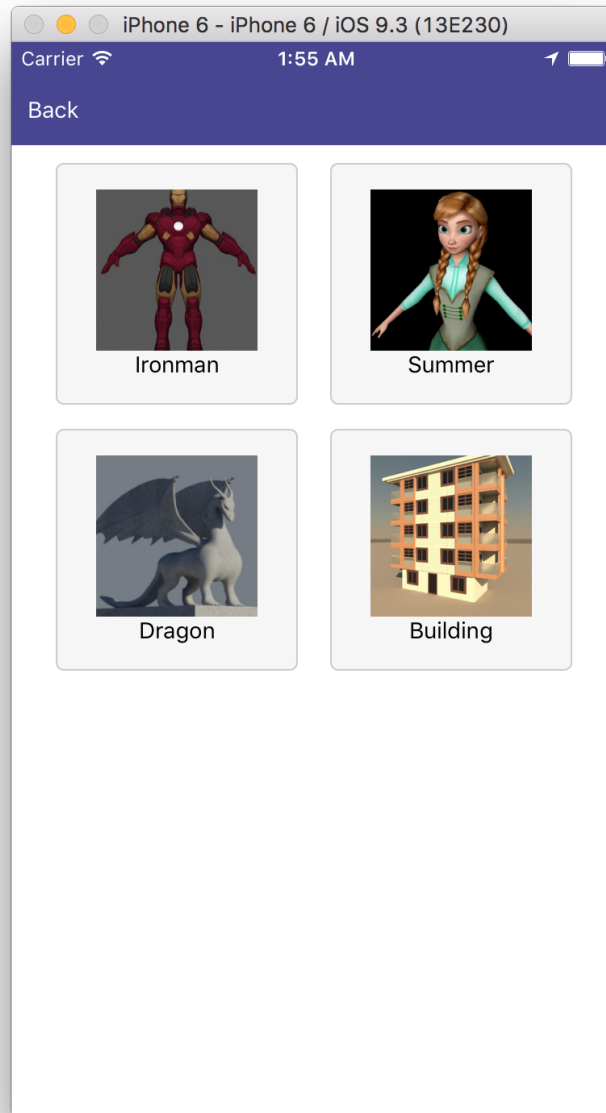 iPhone 6 - iPhone 6 / iOS 9.3 (13E230)
Carrier 1:55 AM
Back
Ironman Summer
Dragon Building